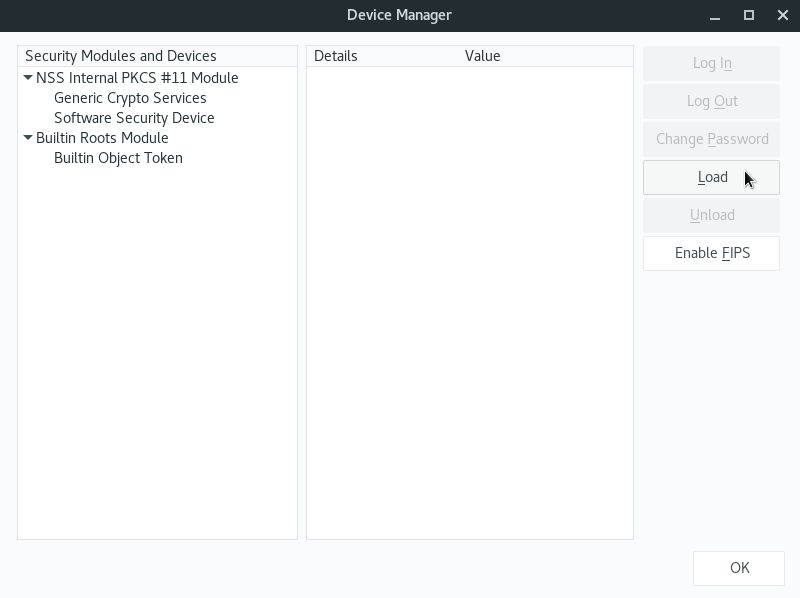 Device Manager
Security Modules and Devices
NSS Internal PKCS #11 Module
Generic Crypto Services
Software Security Device
Builtin Roots Module
Builtin Object Token
Details Value
Log In
Log Out
Change Password
Load
Unload
Enable FIPS
OK